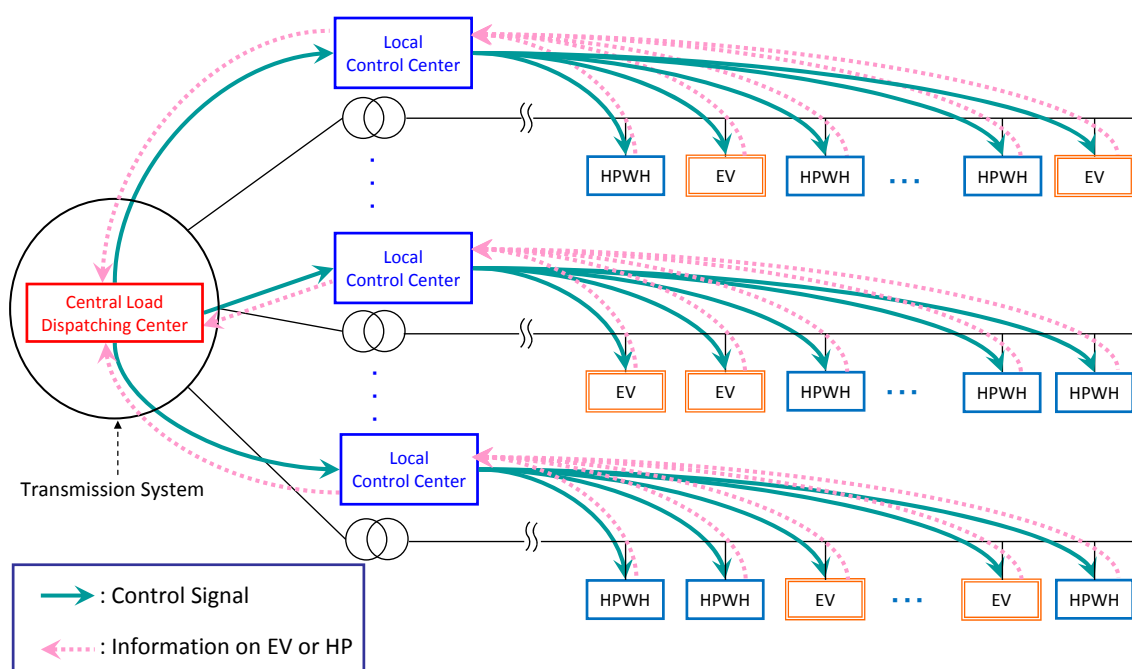 Local
Control Center
HPWH
EV
HPWH
...
HPWH
EV
Local
Control Center
Central Load
Dispatching Center
EV
EV
HPWH
...
HPWH
HPWH
Local
Control Center
Transmission System
HPWH
HPWH
EV
...
EV
HPWH
: Control Signal
: Information on EV or HP